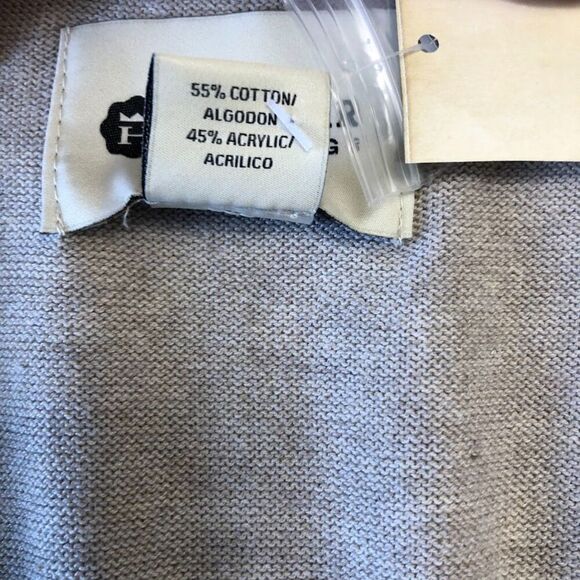 55% COTTON/
ALGODON
45% ACRYLIC/
ACRILICO